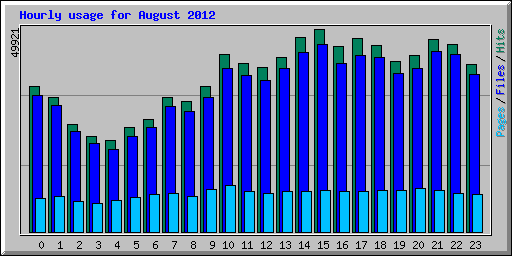 Hourly usage for August 2012
49921
Pages/Files/Hits
0 1 2 3 4 5 6 7 8 9 10 11 12 13 14 15 16 17 18 19 20 21 22 23